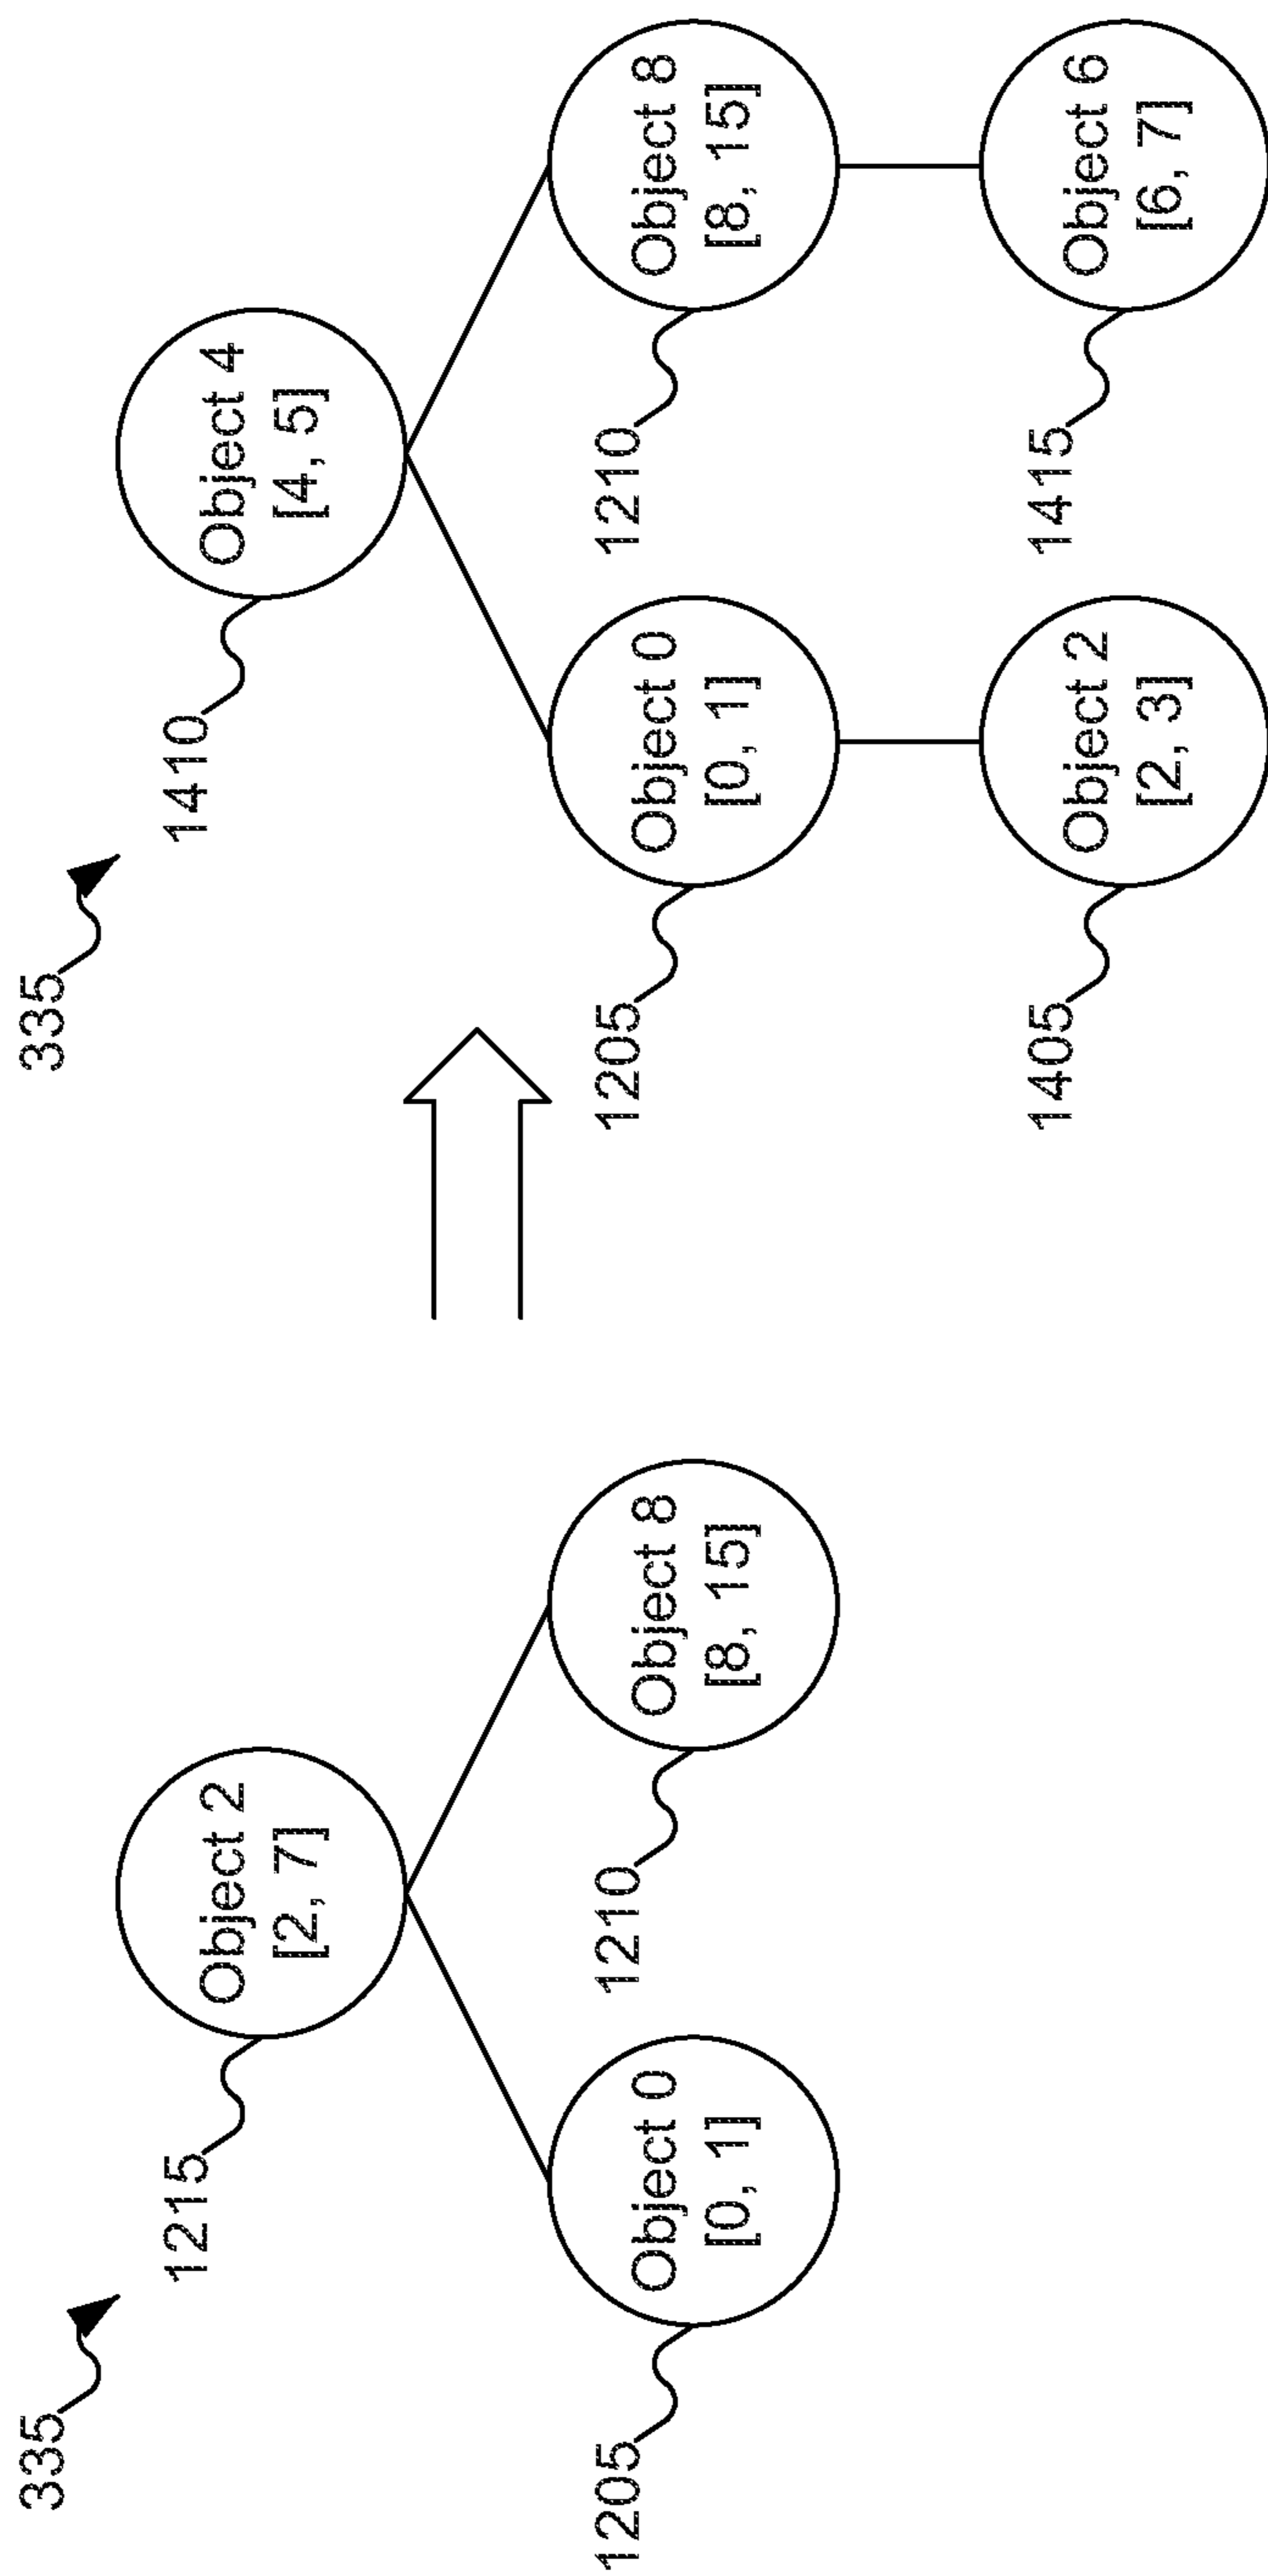 335
1215
Object 2
[2, 7]
1205
Object 0
[0, 1]
1210
Object 8
[8, 15]
335
1410
Object 4
[4, 5]
1205
Object 0
[0, 1]
1210
Object 8
[8, 15]
1405
Object 2
[2, 3]
1415
Object 6
[6, 7]